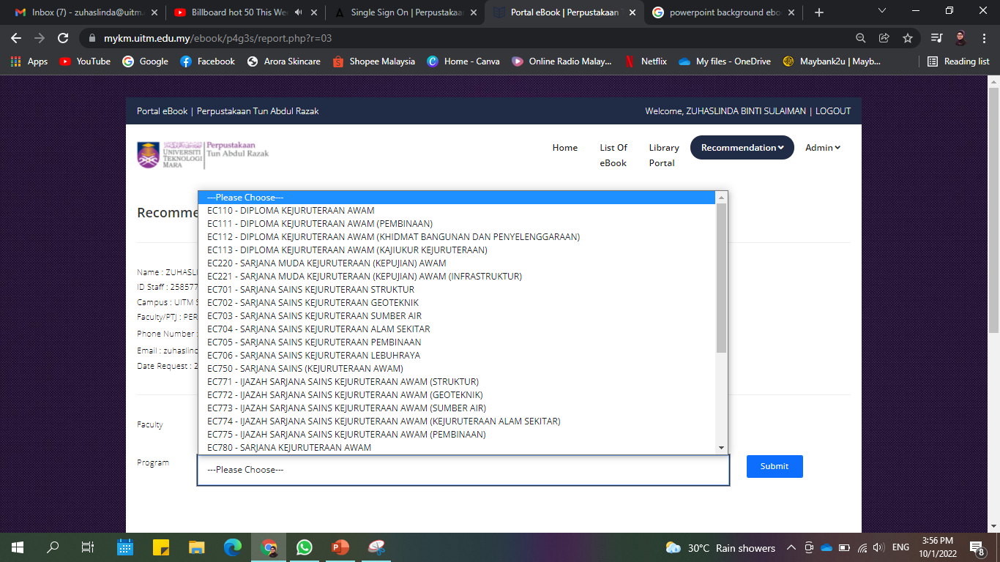 Inbox (7) - zuhaslinda@uitm.
Billboard hot 50 This Wee
Single Sign On | Perpustakaa
Portal eBook | Perpustakaan T
powerpoint background ebo
mykm.uitm.edu.my/ebook/p4g3s/report.php?r=03
Apps YouTube Google Facebook Arora Skincare Shopee Malaysia Home - Canva Online Radio Malay... Netflix My files - OneDrive Maybank2u | Mayb... Reading list
Portal eBook | Perpustakaan Tun Abdul Razak
Welcome, ZUHASLINDA BINTI SULAIMAN | LOGOUT
UNIVERSITI
TEKNOLOGI
MARA
Perpustakaan
Tun Abdul Razak
Home
List Of
eBook
Library
Portal
Recommendation
Admin
Recomme
Name : ZUHASLI
ID Staff : 258577
Campus : UITM S
Faculty/PTJ : PER
Phone Number :
Email : zuhaslind
Date Request : 2
---Please Choose---
EC110 - DIPLOMA KEJURUTERAAN AWAM
EC111 - DIPLOMA KEJURUTERAAN AWAM (PEMBINAAN)
EC112 - DIPLOMA KEJURUTERAAN AWAM (KHIDMAT BANGUNAN DAN PENYELENGGARAAN)
EC113 - DIPLOMA KEJURUTERAAN AWAM (KAJIUKUR KEJURUTERAAN)
EC220 - SARJANA MUDA KEJURUTERAAN (KEPUJIAN) AWAM
EC221 - SARJANA MUDA KEJURUTERAAN (KEPUJIAN) AWAM (INFRASTRUKTUR)
EC701 - SARJANA SAINS KEJURUTERAAN STRUKTUR
EC702 - SARJANA SAINS KEJURUTERAAN GEOTEKNIK
EC703 - SARJANA SAINS KEJURUTERAAN SUMBER AIR
EC704 - SARJANA SAINS KEJURUTERAAN ALAM SEKITAR
EC705 - SARJANA SAINS KEJURUTERAAN PEMBINAAN
EC706 - SARJANA SAINS KEJURUTERAAN LEBUHRAYA
EC750 - SARJANA SAINS (KEJURUTERAAN AWAM)
EC771 - IJAZAH SARJANA SAINS KEJURUTERAAN AWAM (STRUKTUR)
EC772 - IJAZAH SARJANA SAINS KEJURUTERAAN AWAM (GEOTEKNIK)
EC773 - IJAZAH SARJANA SAINS KEJURUTERAAN AWAM (SUMBER AIR)
EC774 - IJAZAH SARJANA SAINS KEJURUTERAAN AWAM (KEJURUTERAAN ALAM SEKITAR)
EC775 - IJAZAH SARJANA SAINS KEJURUTERAAN AWAM (PEMBINAAN)
EC780 - SARJANA KEJURUTERAAN AWAM
Faculty
Program
---Please Choose---
Submit
30°C Rain showers
ENG
3:56 PM
10/1/2022
8